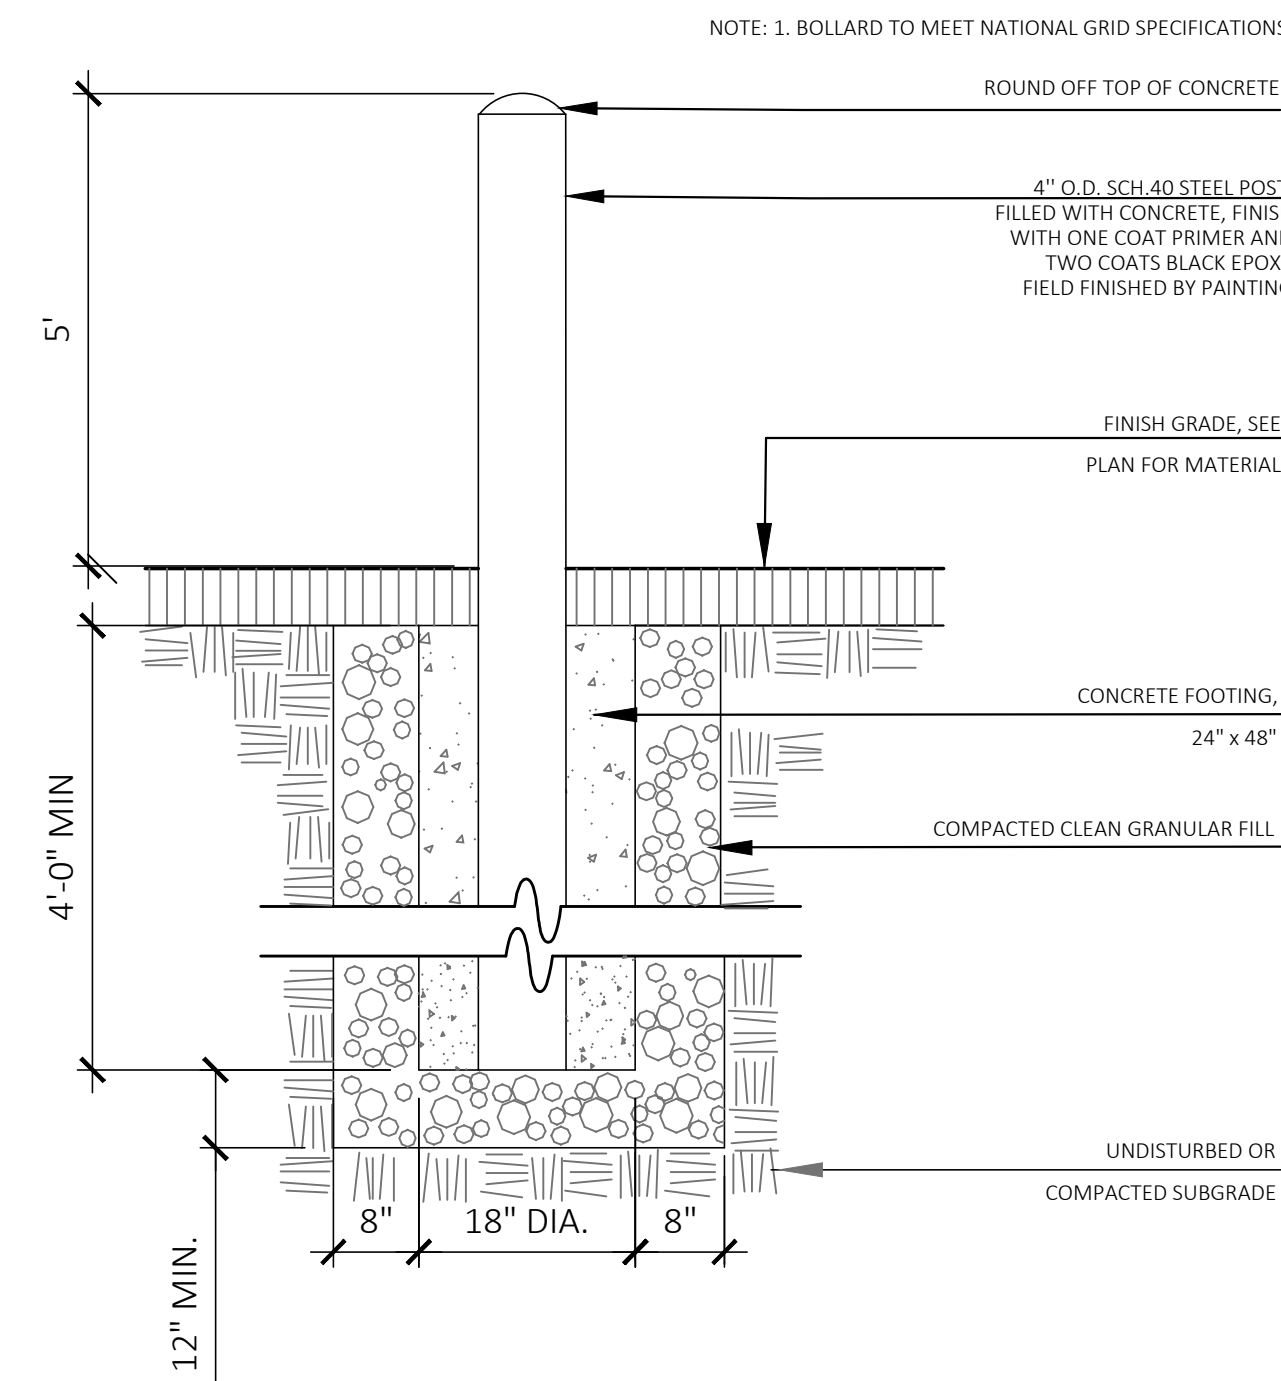 NOTE: 1. BOLLARD TO MEET NATIONAL GRID SPECIFICATIONS
ROUND OFF TOP OF CONCRETE
4'' O.D. SCH.40 STEEL POST
FILLED WITH CONCRETE, FINIS
WITH ONE COAT PRIMER AN
TWO COATS BLACK EPOX
FIELD FINISHED BY PAINTING
5'
FINISH GRADE, SEE
PLAN FOR MATERIAL
CONCRETE FOOTING,
24" x 48"
4'-0" MIN
COMPACTED CLEAN GRANULAR FILL
UNDISTURBED OR
COMPACTED SUBGRADE
8"
18" DIA.
8"
12" MIN.